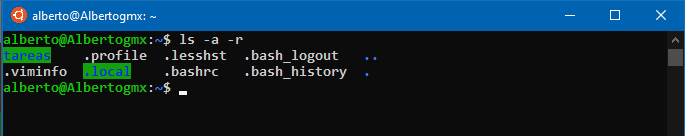 alberto@Albertogmx: ~
alberto@Albertogmx:~$ ls -a -r
tareas .profile .lesshst .bash_logout ..
.viminfo .local .bashrc .bash_history .
alberto@Albertogmx:~$